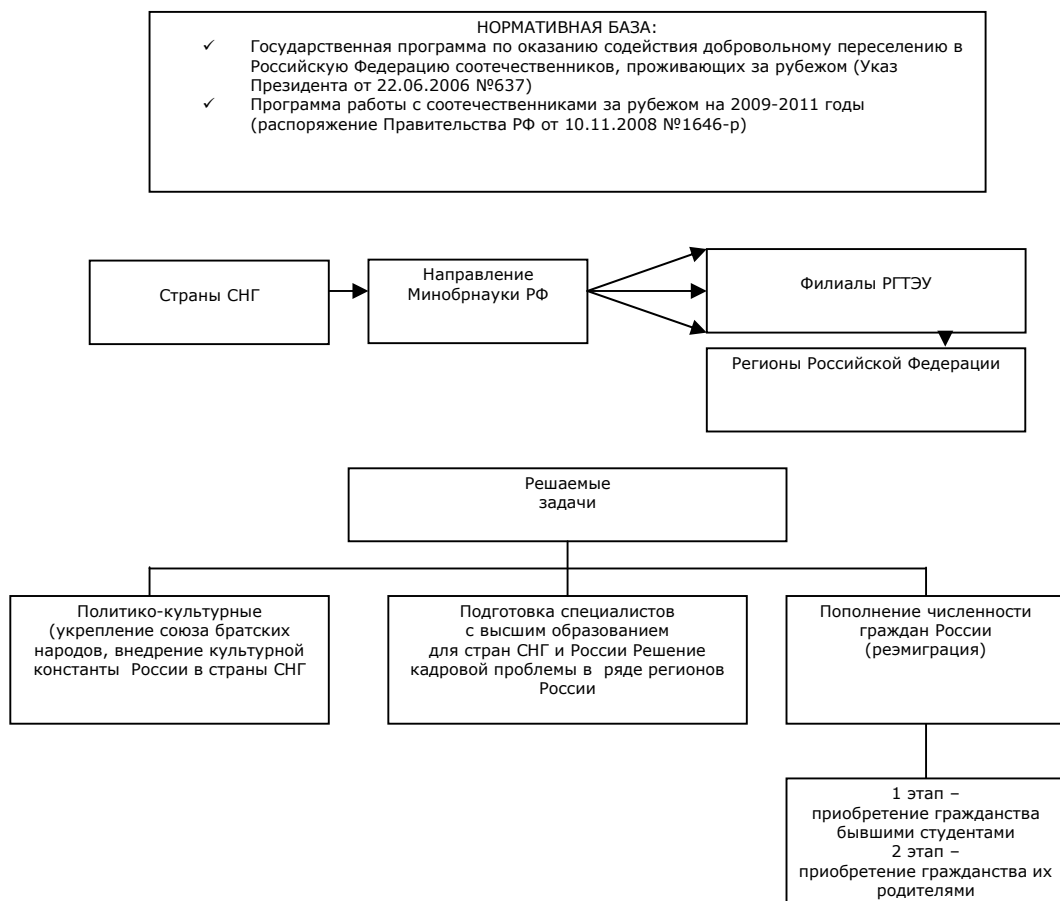 НОРМАТИВНАЯ БАЗА:
✓ Государственная программа по оказанию содействия добровольному переселению в
Российскую Федерацию соотечественников, проживающих за рубежом (Указ
Президента от 22.06.2006 №637)
✓ Программа работы с соотечественниками за рубежом на 2009-2011 годы
(распоряжение Правительства РФ от 10.11.2008 №1646-р)
Страны СНГ
Направление
Минобрнауки РФ
Филиалы РГТЭУ
Регионы Российской Федерации
Решаемые
задачи
Политико-культурные
(укрепление союза братских
народов, внедрение культурной
константы России в страны СНГ
Подготовка специалистов
с высшим образованием
для стран СНГ и России Решение
кадровой проблемы в ряде регионов
России
Пополнение численности
граждан России
(реэмиграция)
1 этап –
приобретение гражданства
бывшими студентами
2 этап –
приобретение гражданства их
родителями